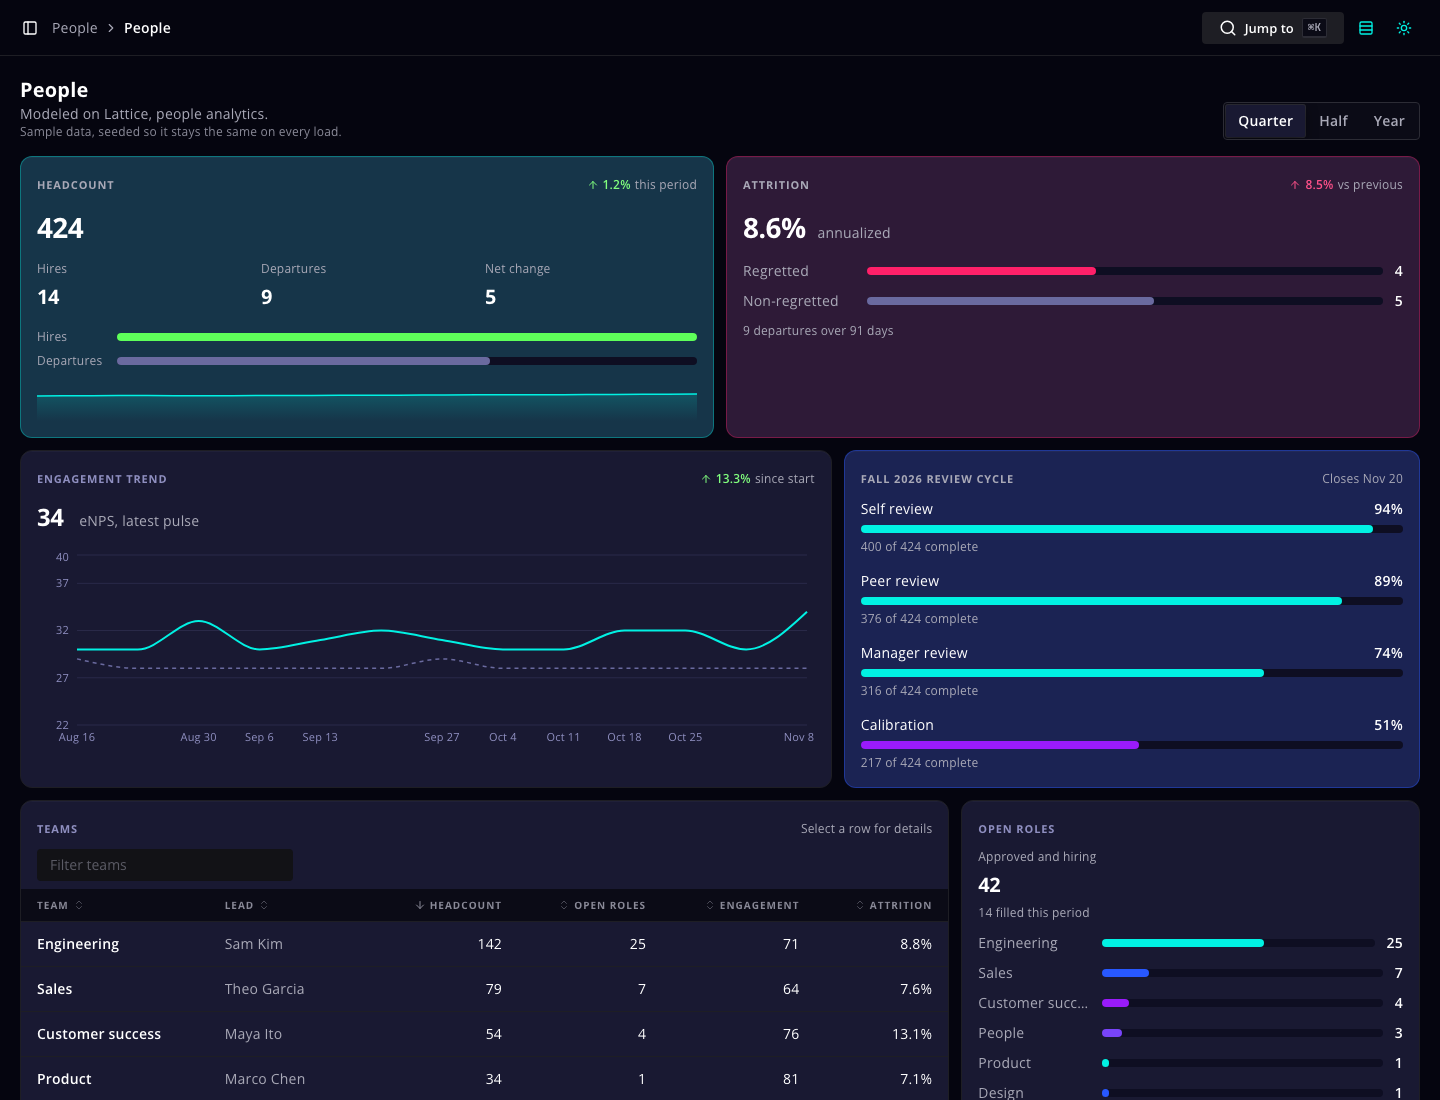 People > People
Jump to ⌘K
People
Modeled on Lattice, people analytics.
Sample data, seeded so it stays the same on every load.
Quarter Half Year
HEADCOUNT ↑ 1.2% this period
424
Hires Departures Net change
14 9 5
Hires
Departures
ATTRITION ↑ 8.5% vs previous
8.6% annualized
Regretted 4
Non-regretted 5
9 departures over 91 days
ENGAGEMENT TREND ↑ 13.3% since start
34 eNPS, latest pulse
40
37
32
27
22
Aug 16 Aug 30 Sep 6 Sep 13 Sep 27 Oct 4 Oct 11 Oct 18 Oct 25 Nov 8
FALL 2026 REVIEW CYCLE Closes Nov 20
Self review 94%
400 of 424 complete
Peer review 89%
376 of 424 complete
Manager review 74%
316 of 424 complete
Calibration 51%
217 of 424 complete
TEAMS Select a row for details
Filter teams
TEAM LEAD ↓ HEADCOUNT OPEN ROLES ENGAGEMENT ATTRITION
Engineering Sam Kim 142 25 71 8.8%
Sales Theo Garcia 79 7 64 7.6%
Customer success Maya Ito 54 4 76 13.1%
Product Marco Chen 34 1 81 7.1%
OPEN ROLES
Approved and hiring
42
14 filled this period
Engineering 25
Sales 7
Customer succ... 4
People 3
Product 1
Design 1